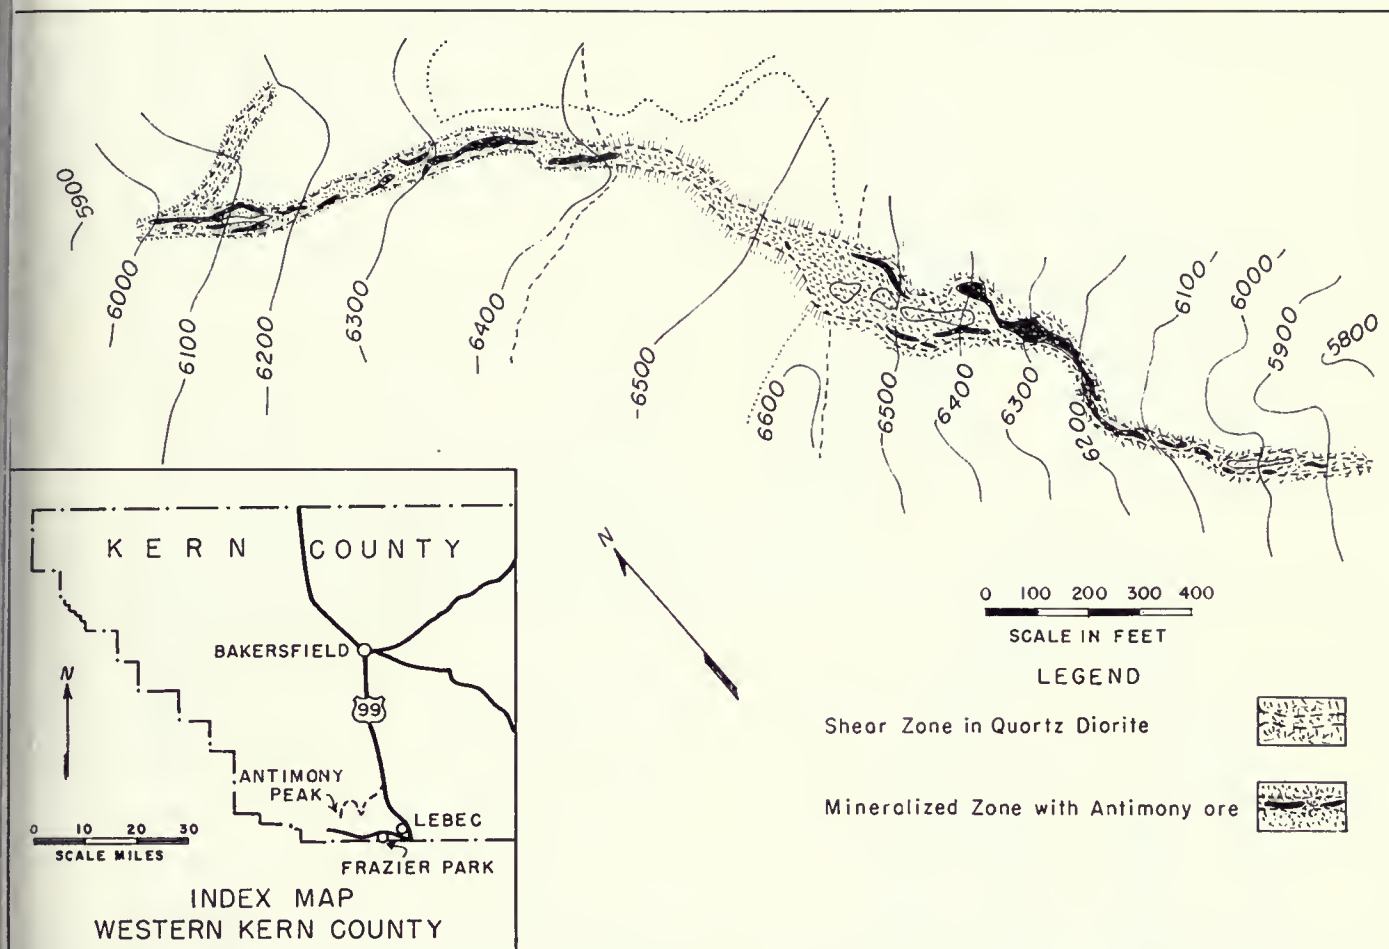 5900
6000
6100
6200
6300
6400
6500
6600
6500
6400
6300
6200
6100
6000
5900
5800
N
0 100 200 300 400
SCALE IN FEET
LEGEND
Shear Zone in Quartz Diorite
Mineralized Zone with Antimony ore
KERN COUNTY
BAKERSFIELD
99
N
ANTIMONY
PEAK
LEBEC
0 10 20 30
SCALE MILES
FRAZIER PARK
INDEX MAP
WESTERN KERN COUNTY